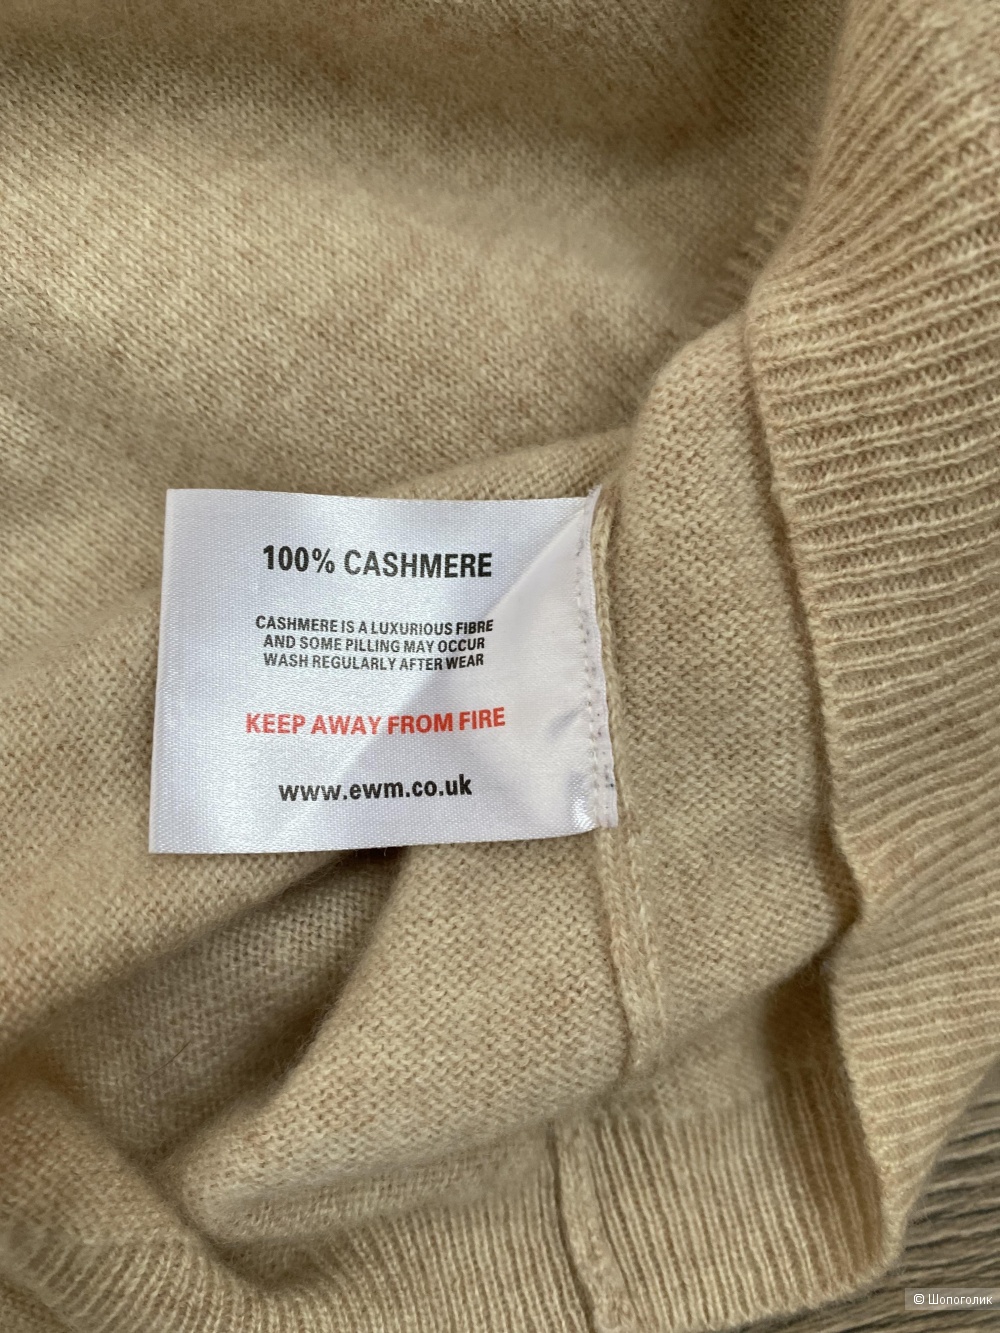 100% CASHMERE
CASHMERE IS A LUXURIOUS FIBRE
AND SOME PILLING MAY OCCUR
WASH REGULARLY AFTER WEAR
KEEP AWAY FROM FIRE
www.ewm.co.uk
© Шопоголик